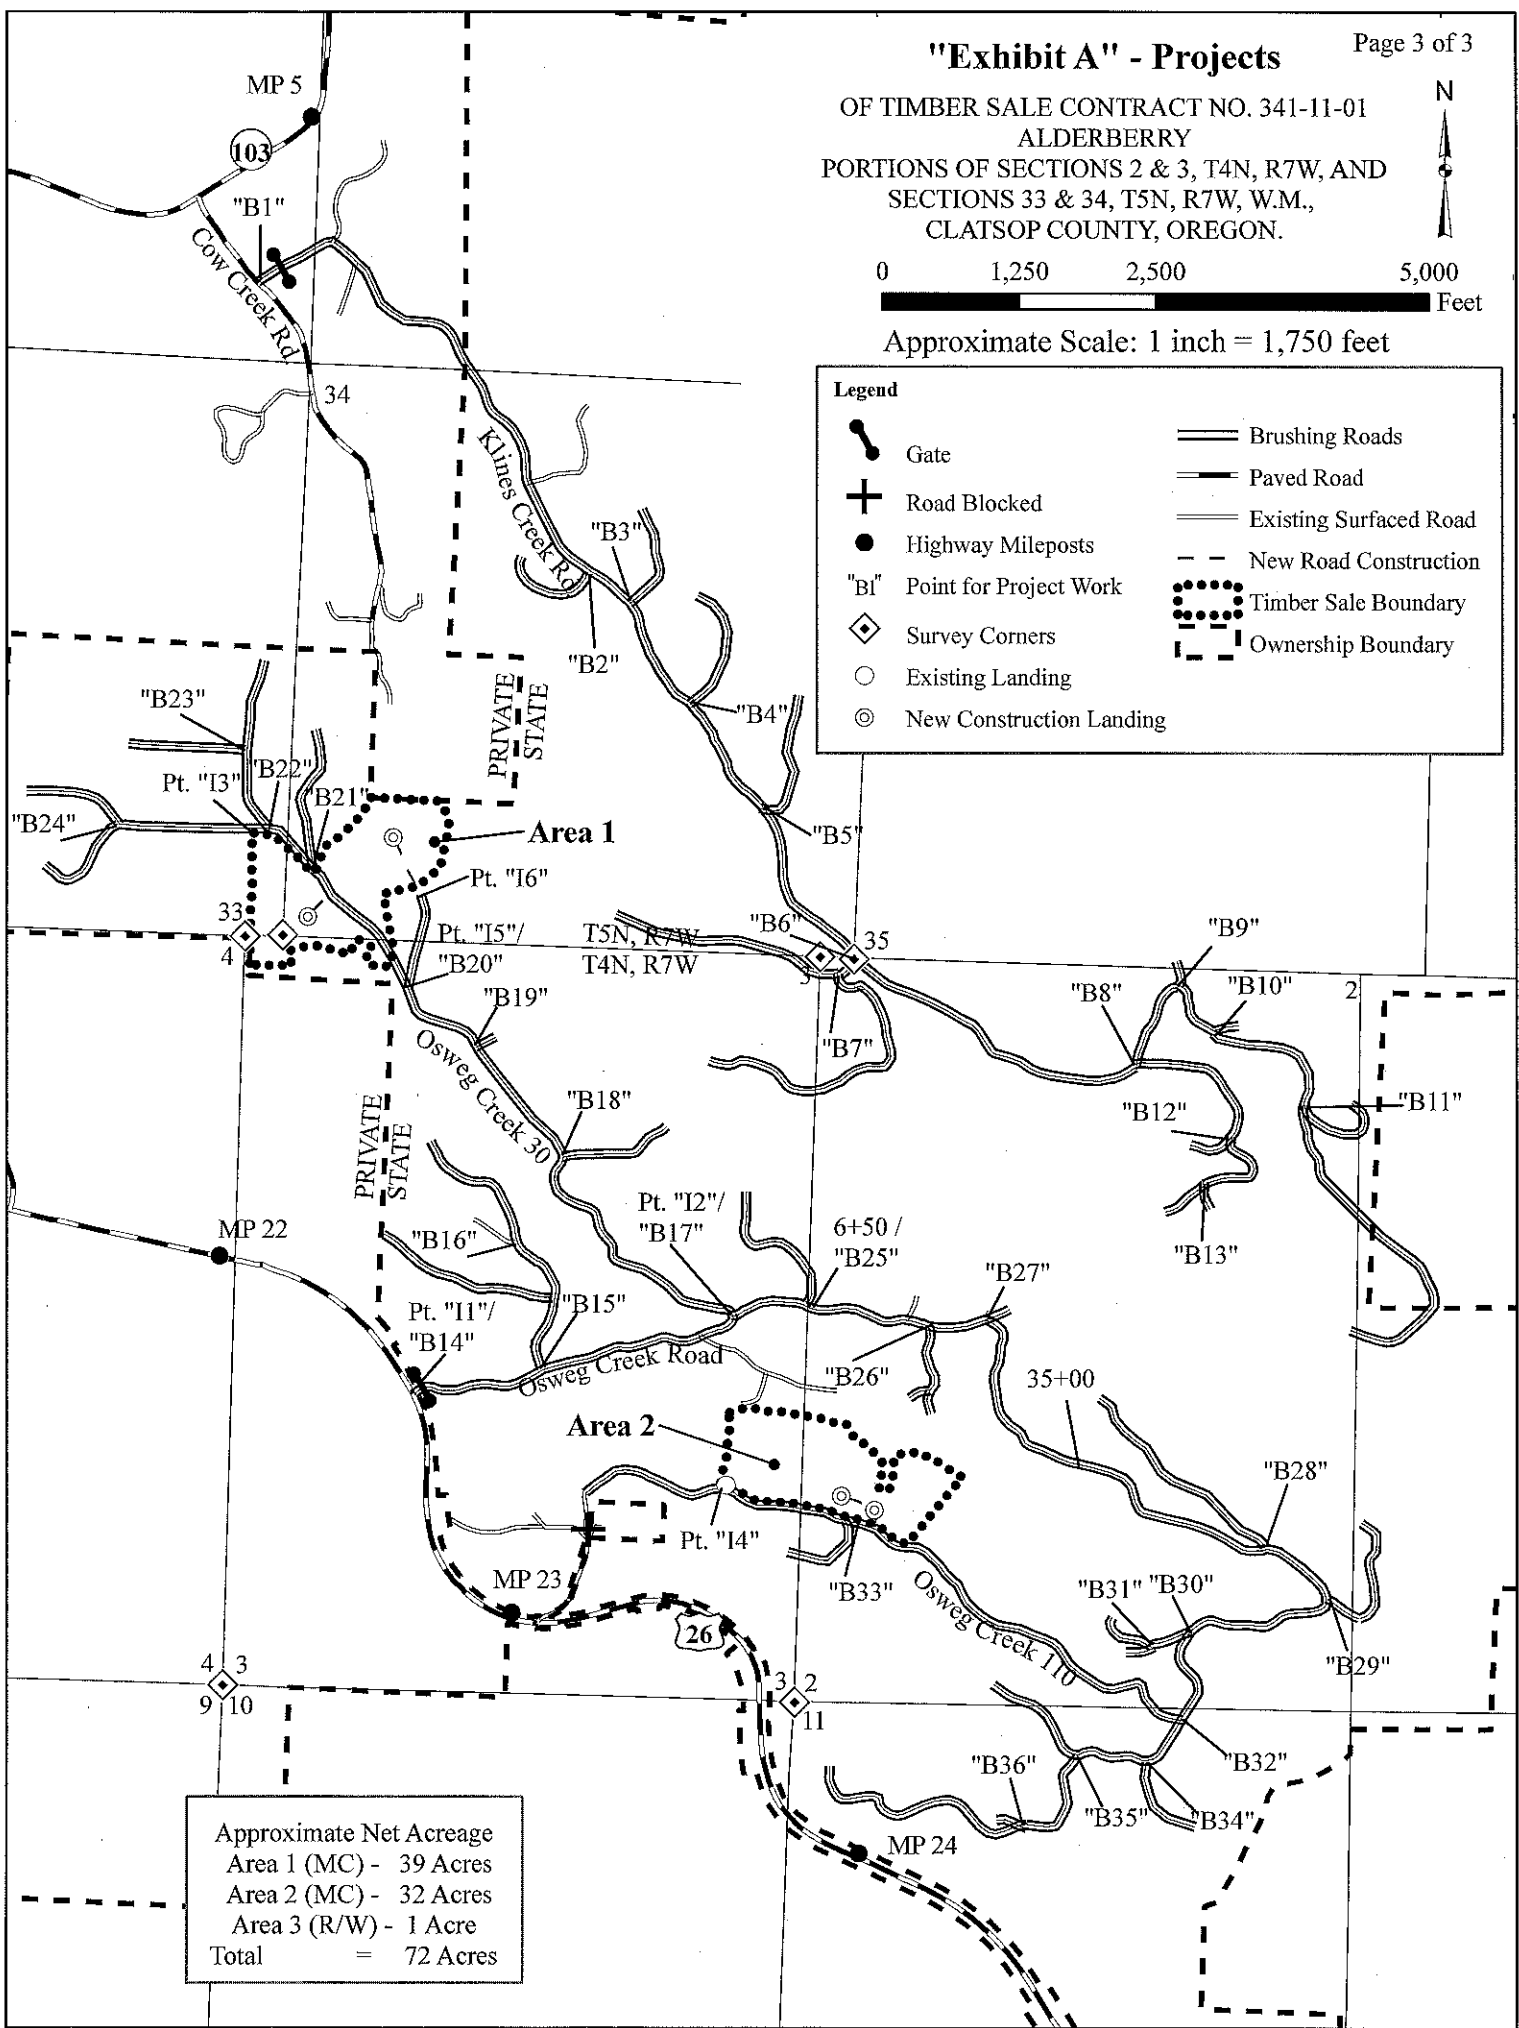 Page 3 of 3
"Exhibit A" - Projects
OF TIMBER SALE CONTRACT NO. 341-11-01
ALDERBERRY
PORTIONS OF SECTIONS 2 & 3, T4N, R7W, AND
SECTIONS 33 & 34, T5N, R7W, W.M.,
CLATSOP COUNTY, OREGON.
N
0 1,250 2,500 5,000
Feet
Approximate Scale: 1 inch = 1,750 feet
Legend
Gate
Road Blocked
Highway Mileposts
"BI" Point for Project Work
Survey Corners
Existing Landing
New Construction Landing
Brushing Roads
Paved Road
Existing Surfaced Road
New Road Construction
Timber Sale Boundary
Ownership Boundary
MP 5
103
"B1"
Cow Creek Rd
34
Klines Creek Rd
"B3"
"B2"
"B4"
PRIVATE
STATE
"B23"
Pt. "I3"
"B22"
"B21"
"B24"
Area 1
"B5"
Pt. "I6"
33
4
Pt. "I5"/
"B20"
T5N, R7W
T4N, R7W
"B6"
35
3
"B7"
"B9"
"B8"
"B10"
2
"B19"
Osweg Creek 30
"B18"
"B12"
"B11"
PRIVATE
STATE
MP 22
"B16"
Pt. "I2"/
"B17"
6+50 /
"B25"
"B13"
"B27"
Pt. "I1"/
"B14"
"B15"
Osweg Creek Road
"B26"
35+00
Area 2
"B28"
Pt. "I4"
MP 23
"B33"
Osweg Creek 110
"B31"
"B30"
26
"B29"
4 3
9 10
3 2
11
"B32"
"B36"
"B35"
"B34"
MP 24
Approximate Net Acreage
Area 1 (MC) - 39 Acres
Area 2 (MC) - 32 Acres
Area 3 (R/W) - 1 Acre
Total = 72 Acres